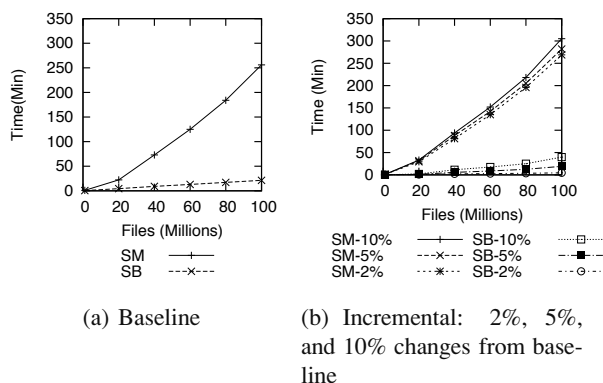 350
300
250
200
150
100
50
0
Time(Min)
0 20 40 60 80 100
Files (Millions)
SM
SB
(a) Baseline
350
300
250
200
150
100
50
0
Time (Min)
0 20 40 60 80 100
Files (Millions)
SM-10% SB-10%
SM-5% SB-5%
SM-2% SB-2%
(b) Incremental: 2%, 5%,
and 10% changes from base-
line